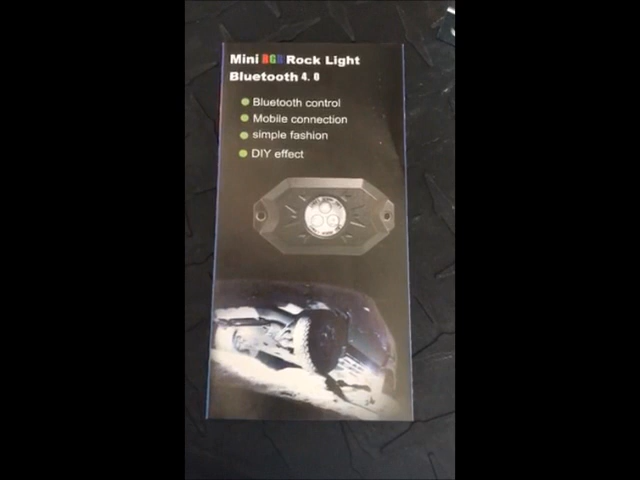 Mini RGB Rock Light
Bluetooth 4.0
Bluetooth control
Mobile connection
simple fashion
DIY effect